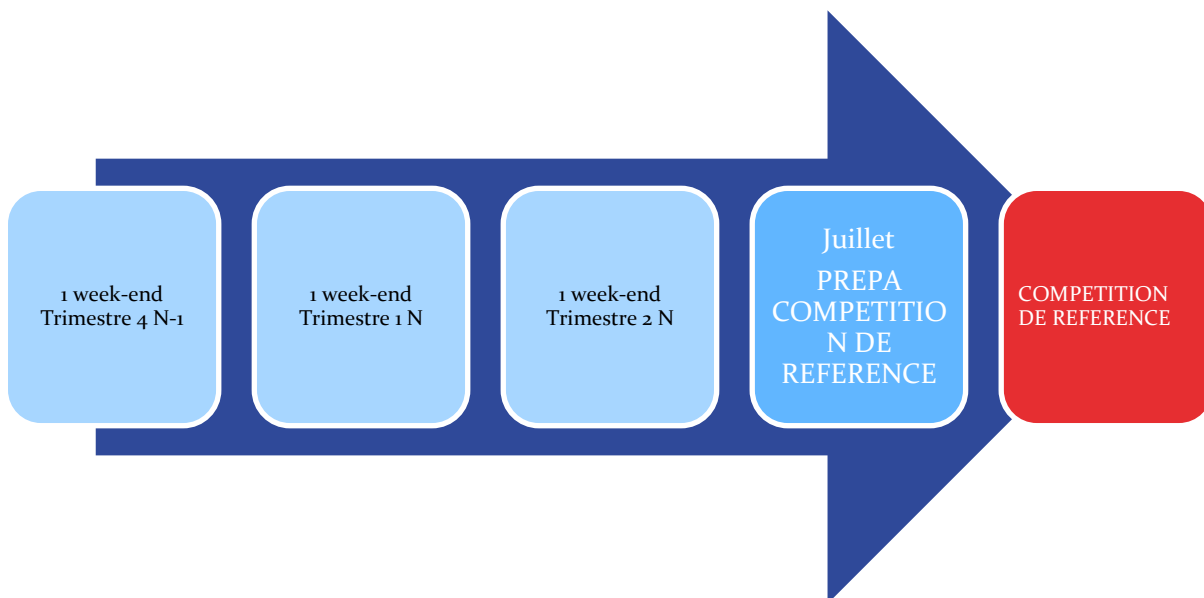 1 week-end
Trimestre 4 N-1
1 week-end
Trimestre 1 N
1 week-end
Trimestre 2 N
Juillet
PREPA
COMPETITIO
N DE
REFERENCE
COMPETITION
DE REFERENCE